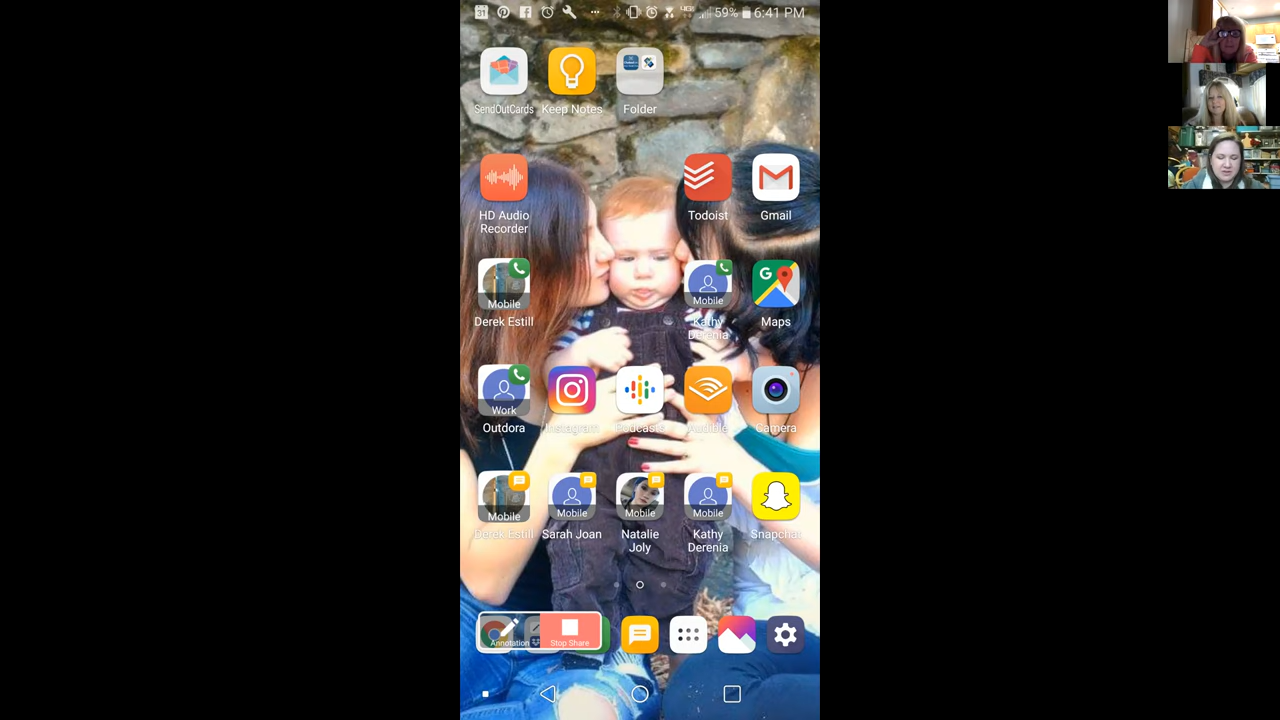 31
59% 6:41 PM
SendOutCards
Keep Notes
Folder
HD Audio
Recorder
Todoist
Gmail
Mobile
Derek Estill
Mobile
Kathy
Derenia
G
Maps
Work
Outdora
Instagram
Podcasts
Audible
Camera
Mobile
Derek Estill
Mobile
Sarah Joan
Mobile
Natalie
Joly
Mobile
Kathy
Derenia
Snapchat
Annotation
Stop Share